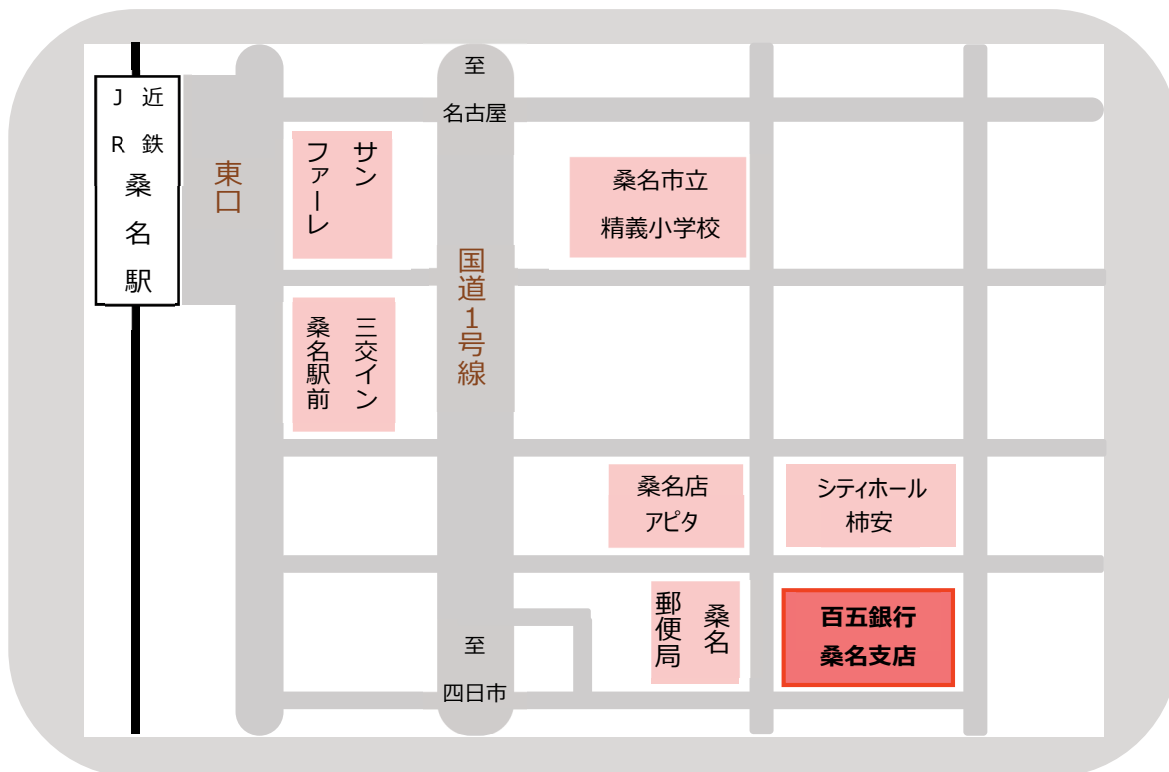 至
名古屋
近鉄
JR
桑名駅
東口
サン
ファーレ
桑名市立
精義小学校
国道1号線
三交イン
桑名駅前
桑名店
アピタ
シティホール
柿安
桑名
郵便局
百五銀行
桑名支店
至
四日市